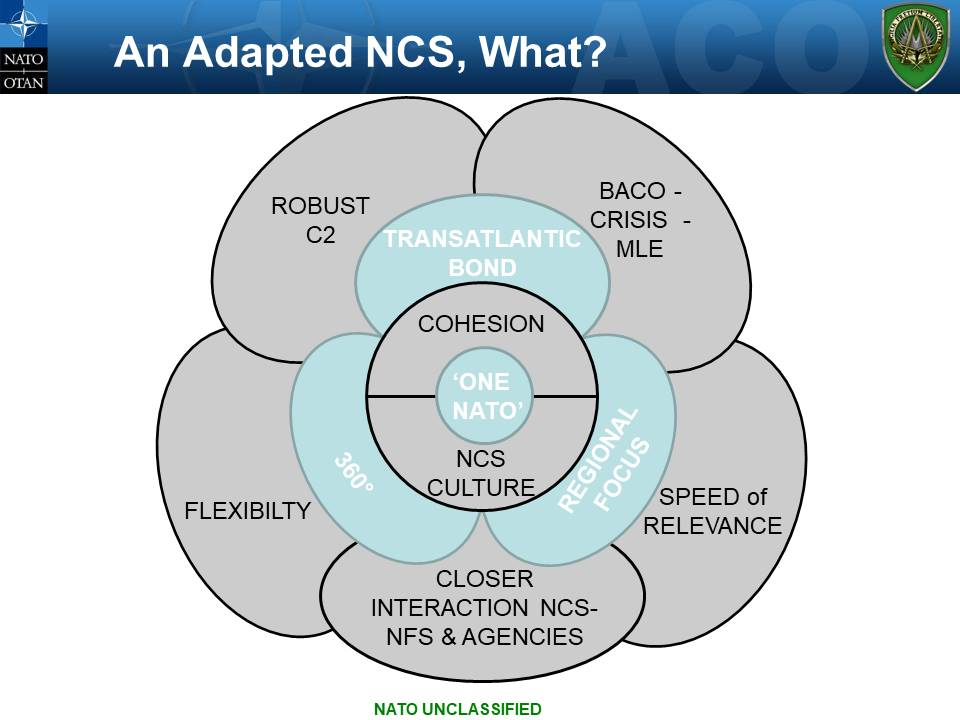 NATO
OTAN
An Adapted NCS, What?
ACO
ROBUST
C2
BACO -
CRISIS -
MLE
TRANSATLANTIC
BOND
COHESION
‘ONE
NATO’
NCS
CULTURE
360°
REGIONAL
FOCUS
FLEXIBILTY
SPEED of
RELEVANCE
CLOSER
INTERACTION NCS-
NFS & AGENCIES
NATO UNCLASSIFIED